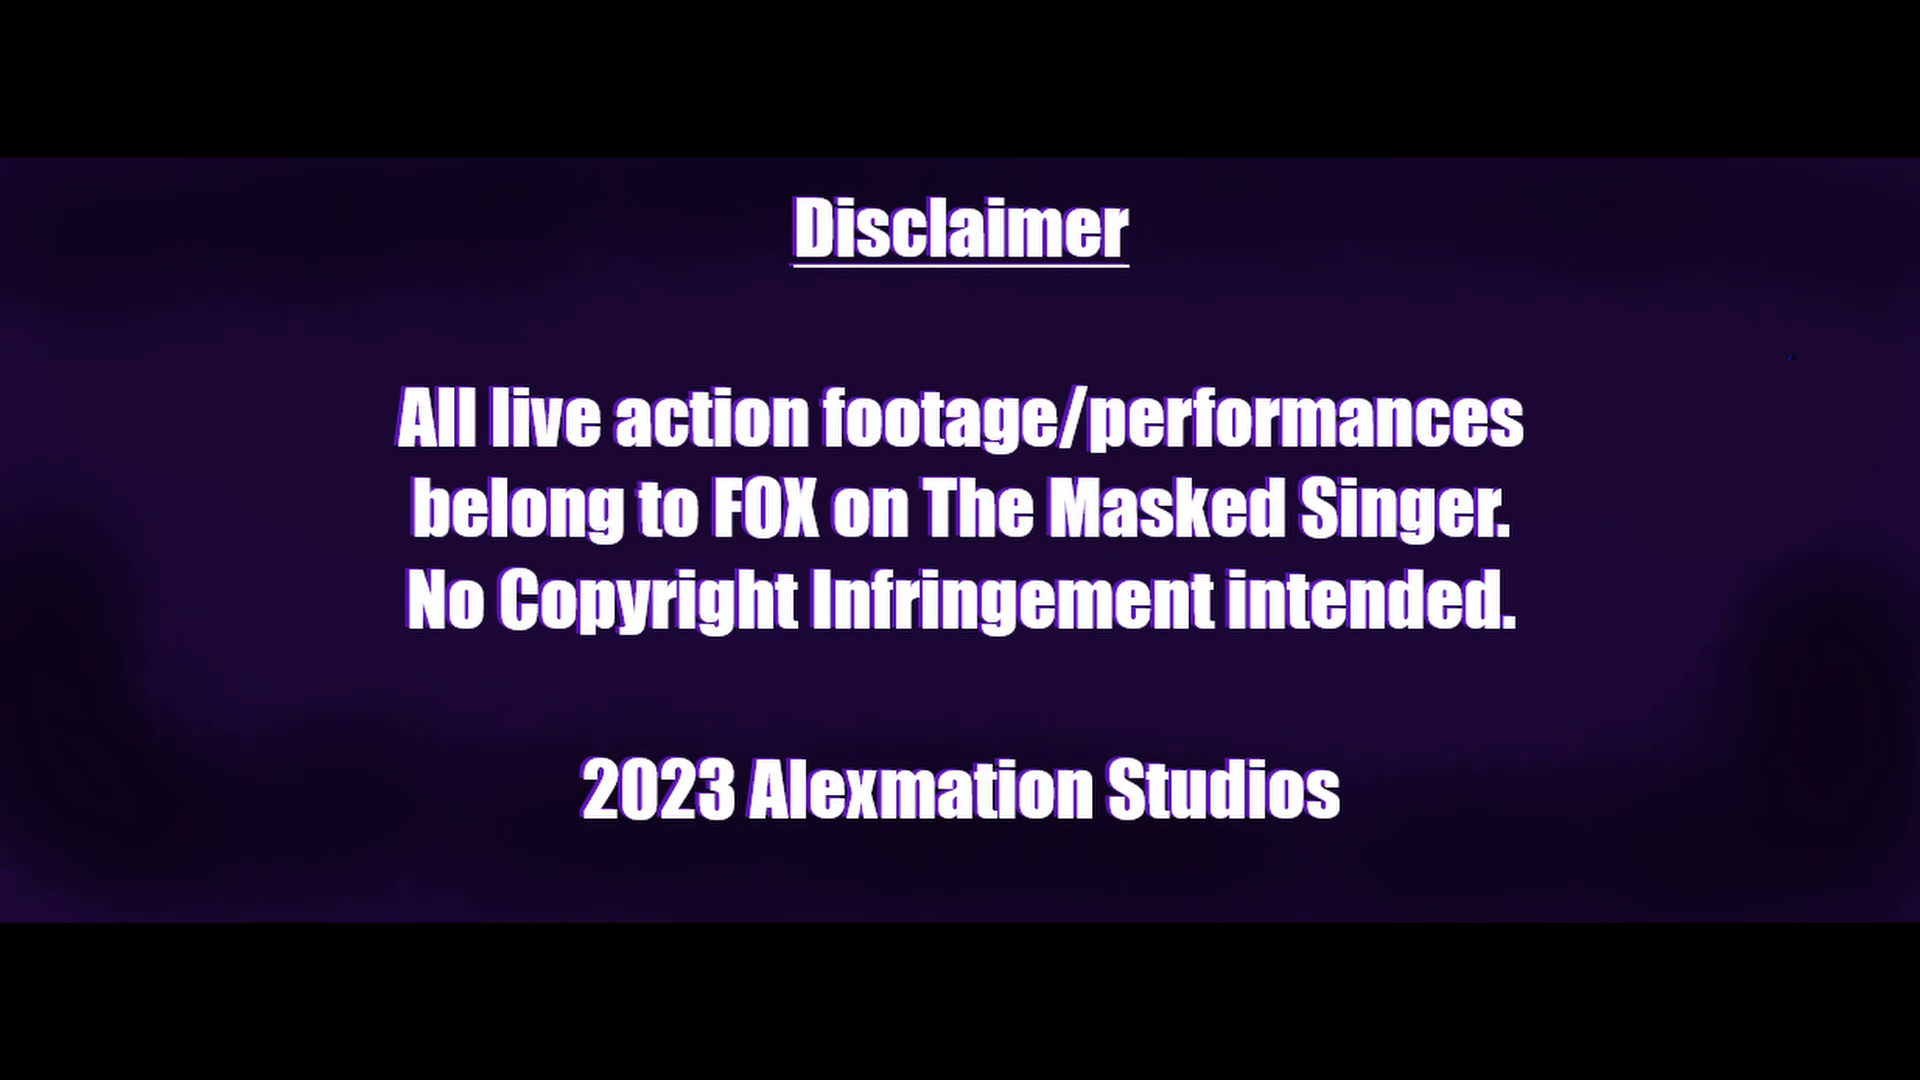 Disclaimer
All live action footage/performances
belong to FOX on The Masked Singer.
No Copyright Infringement intended.
2023 Alexmation Studios